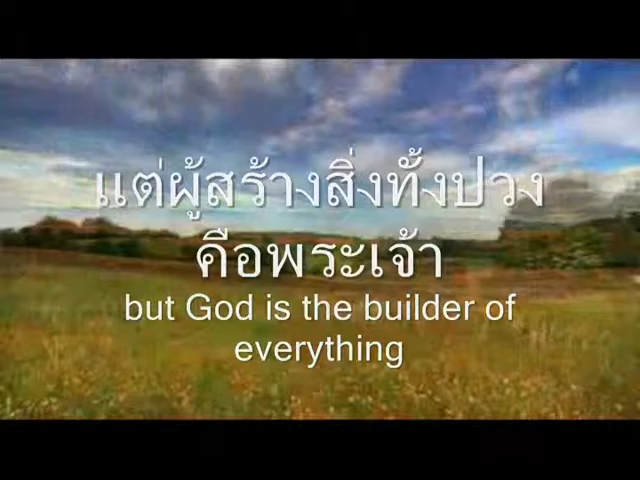 แต่ผู้สร้างสิ่งทั้งปวง
คือพระเจ้า
but God is the builder of
everything